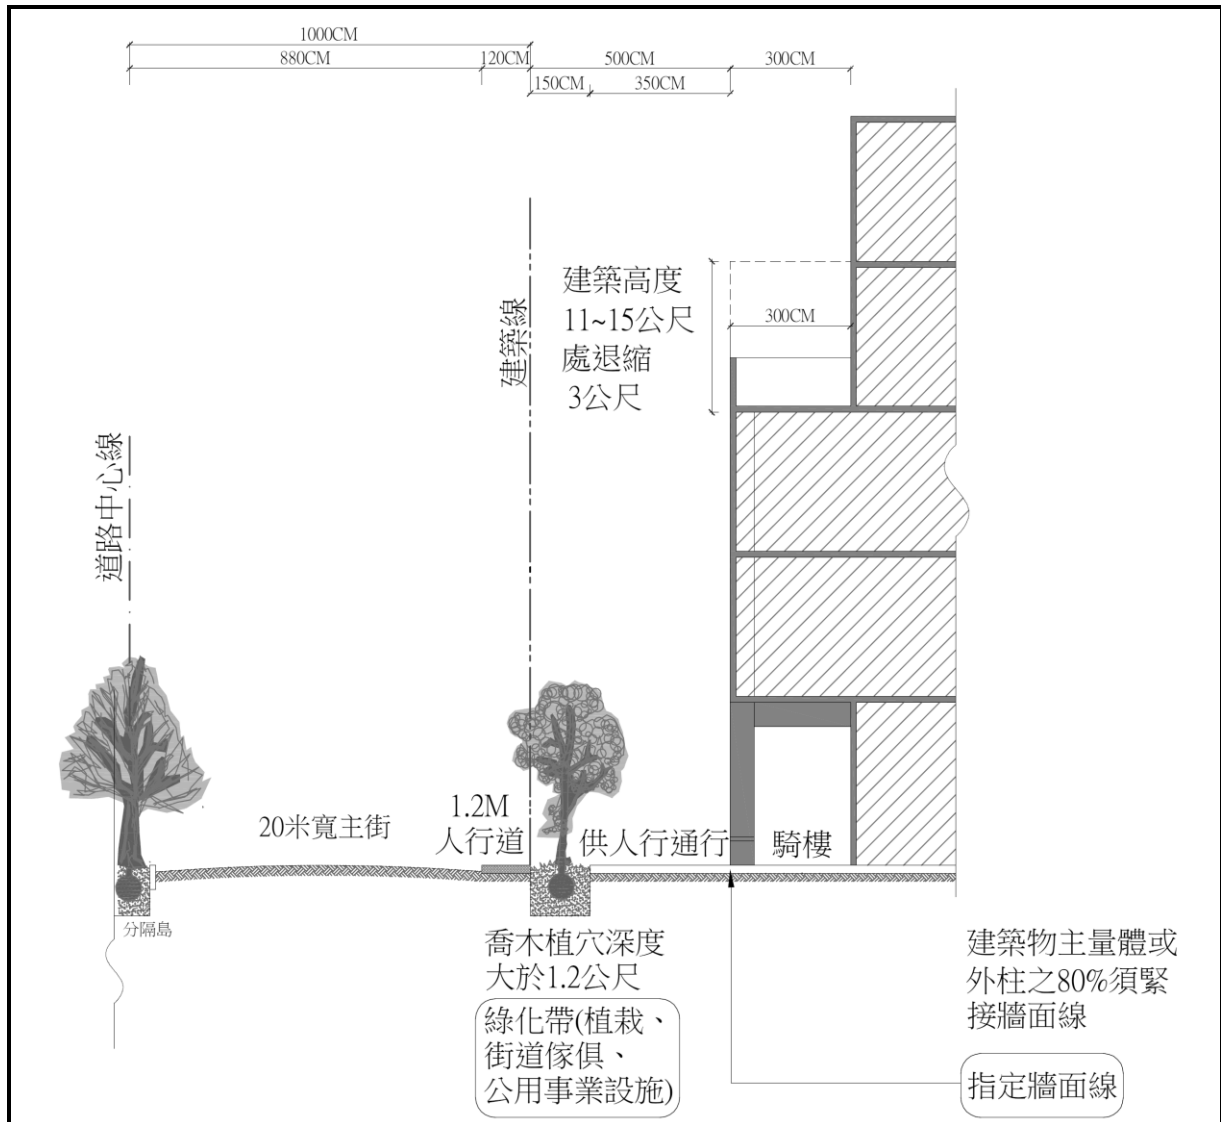 1000CM
880CM
120CM
500CM
300CM
150CM
350CM
建築高度
11~15公尺
處退縮
3公尺
300CM
建築線
道路中心線
20米寬主街
1.2M
人行道
供人行通行
騎樓
分隔島
喬木植穴深度
大於1.2公尺
綠化帶(植栽、
街道傢俱、
公用事業設施)
建築物主量體或
外柱之80%須緊
接牆面線
指定牆面線